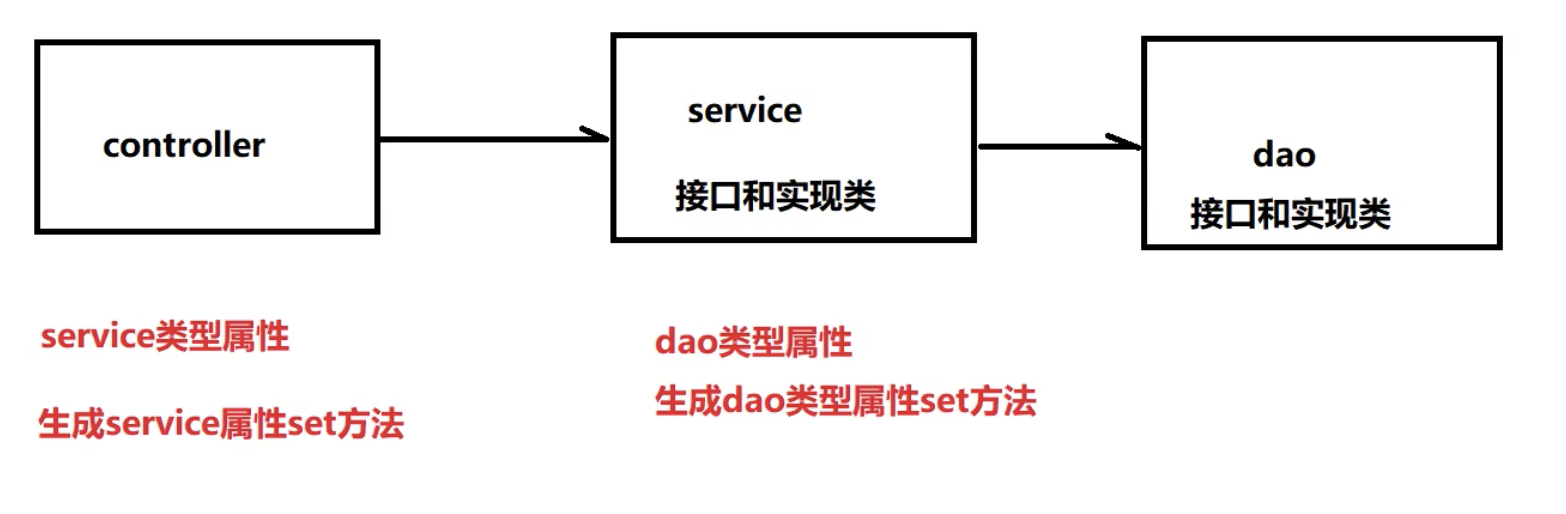 controller
service
接口和实现类
dao
接口和实现类
service类型属性
生成service属性set方法
dao类型属性
生成dao类型属性set方法